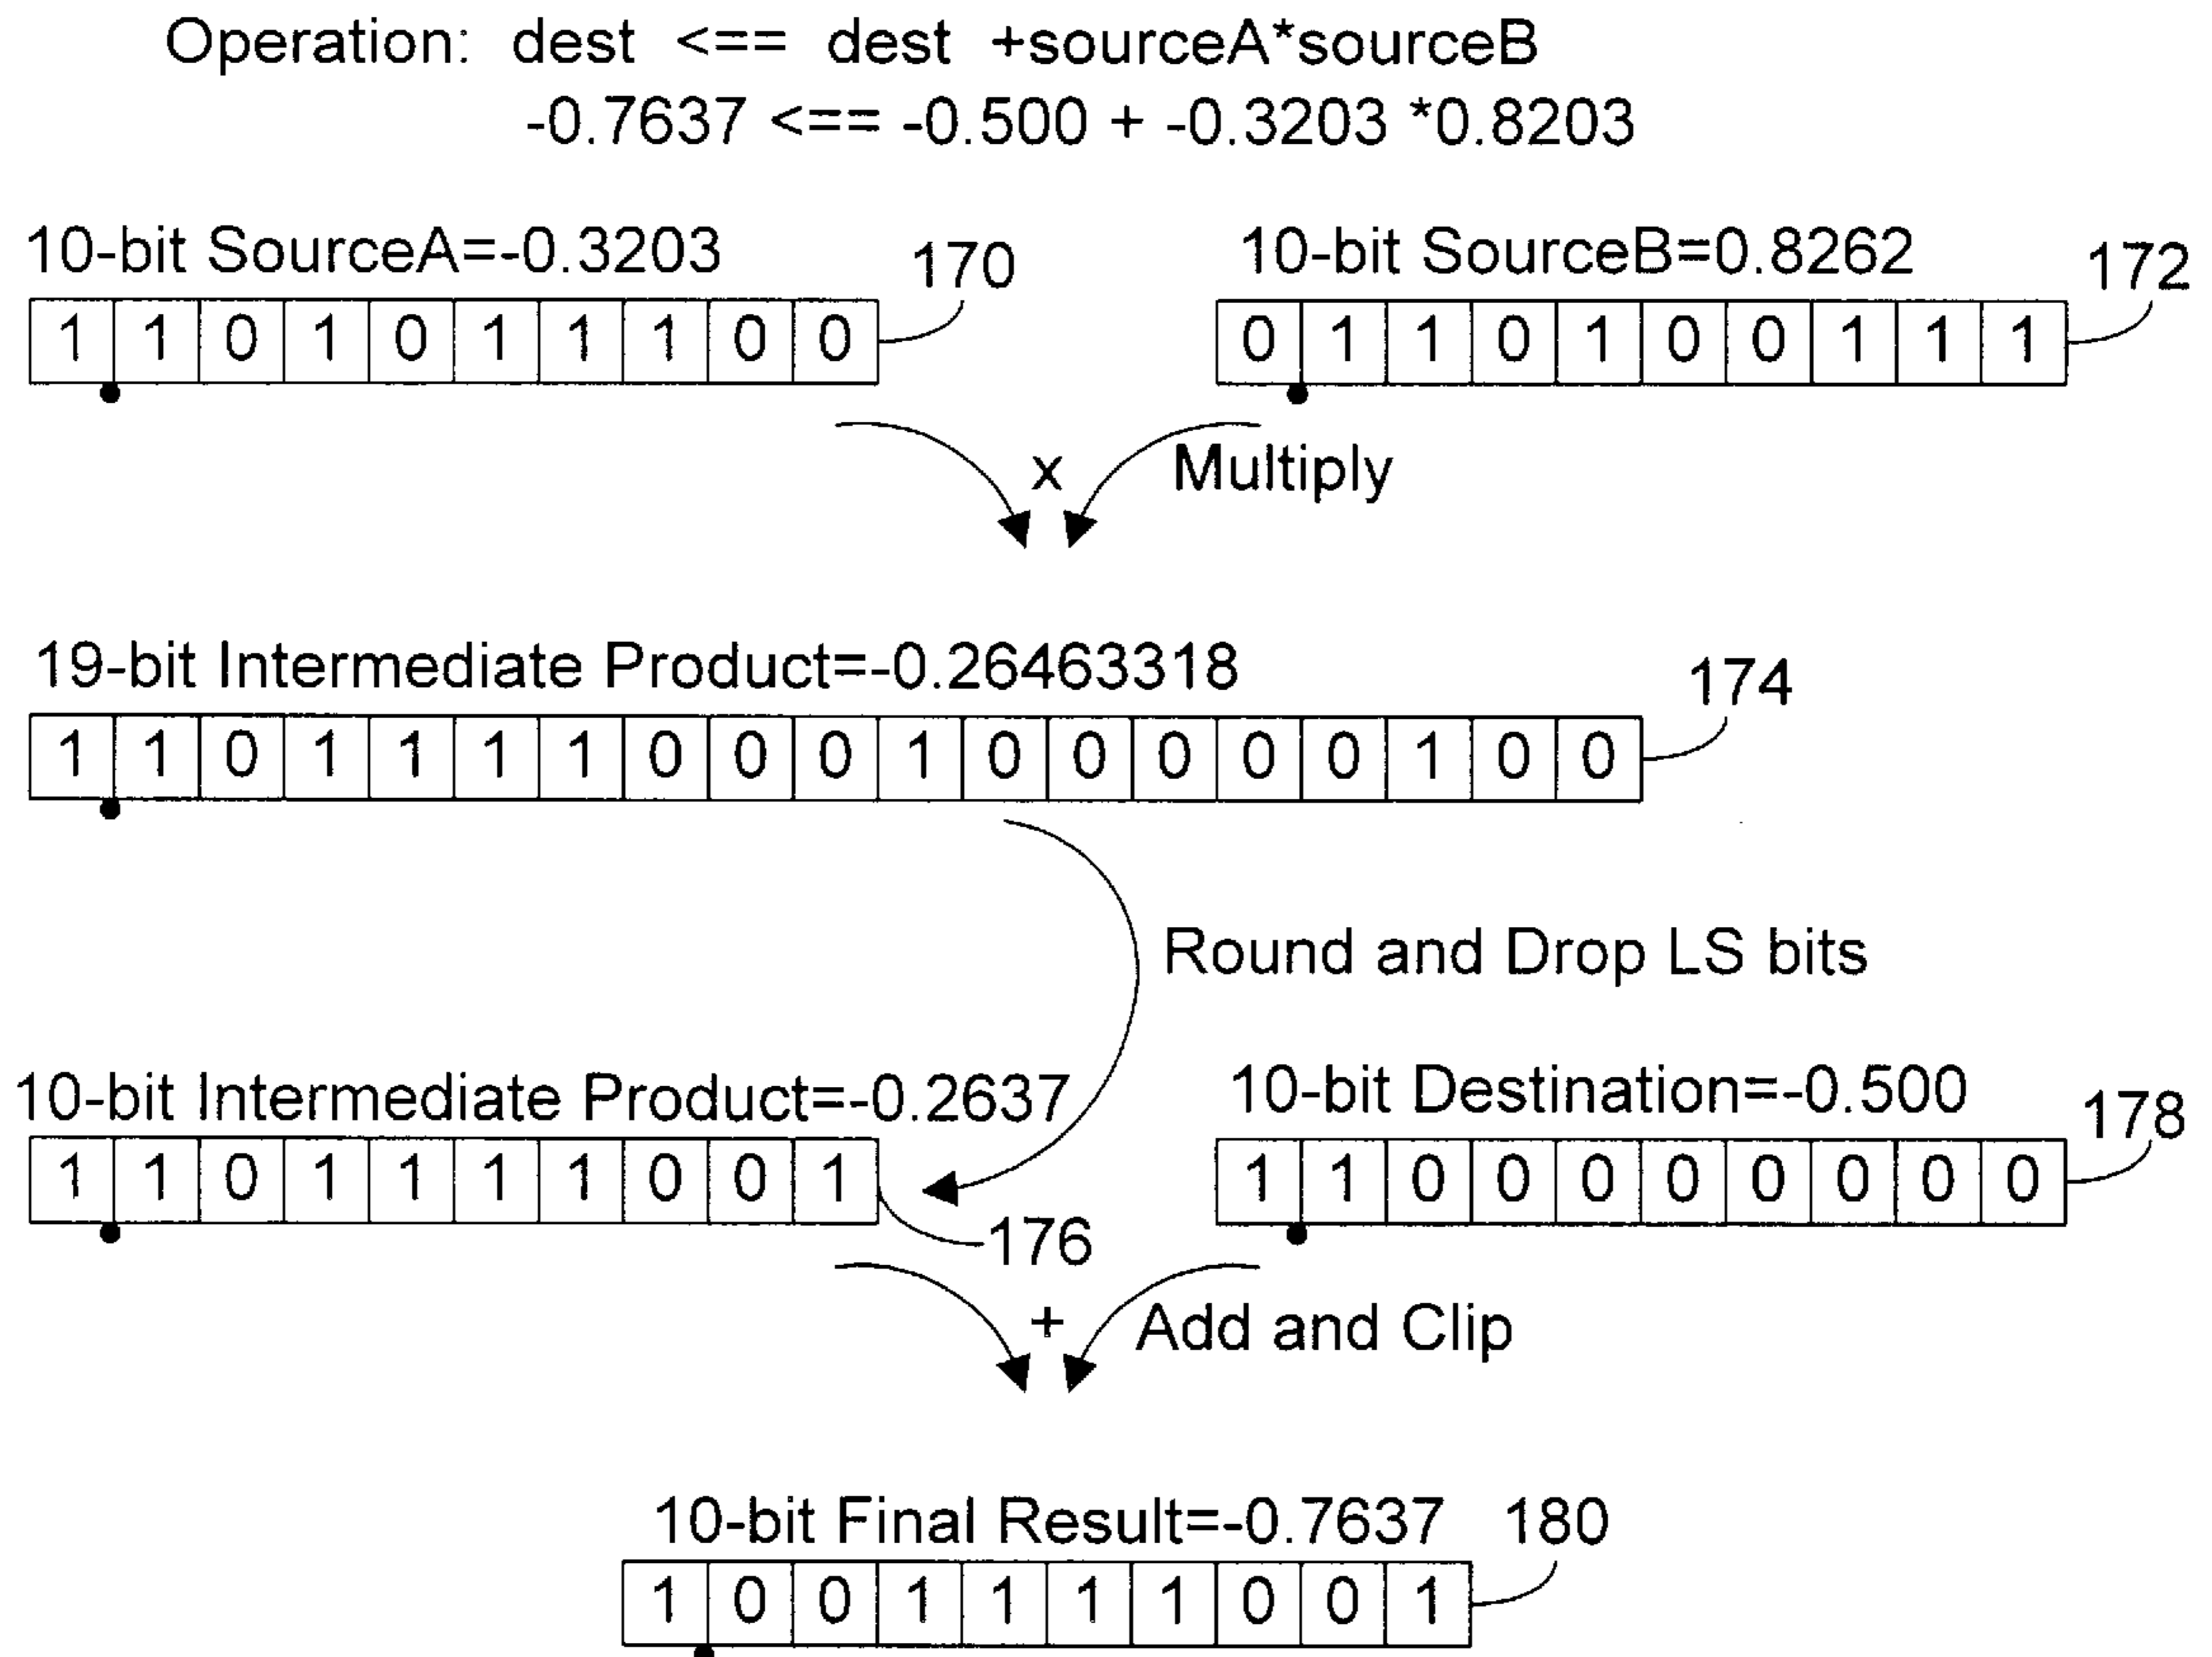 Operation: dest <== dest +sourceA*sourceB
-0.7637 <== -0.500 + -0.3203 *0.8203
10-bit SourceA=-0.3203
170
10-bit SourceB=0.8262
172
1 1 0 1 0 1 1 1 0 0
0 1 1 0 1 0 0 1 1 1
x Multiply
19-bit Intermediate Product=-0.26463318
174
1 1 0 1 1 1 1 0 0 0 1 0 0 0 0 0 1 0 0
Round and Drop LS bits
10-bit Intermediate Product=-0.2637
10-bit Destination=-0.500
178
1 1 0 1 1 1 1 0 0 1
1 1 0 0 0 0 0 0 0 0
176
+ Add and Clip
10-bit Final Result=-0.7637
180
1 0 0 1 1 1 1 0 0 1